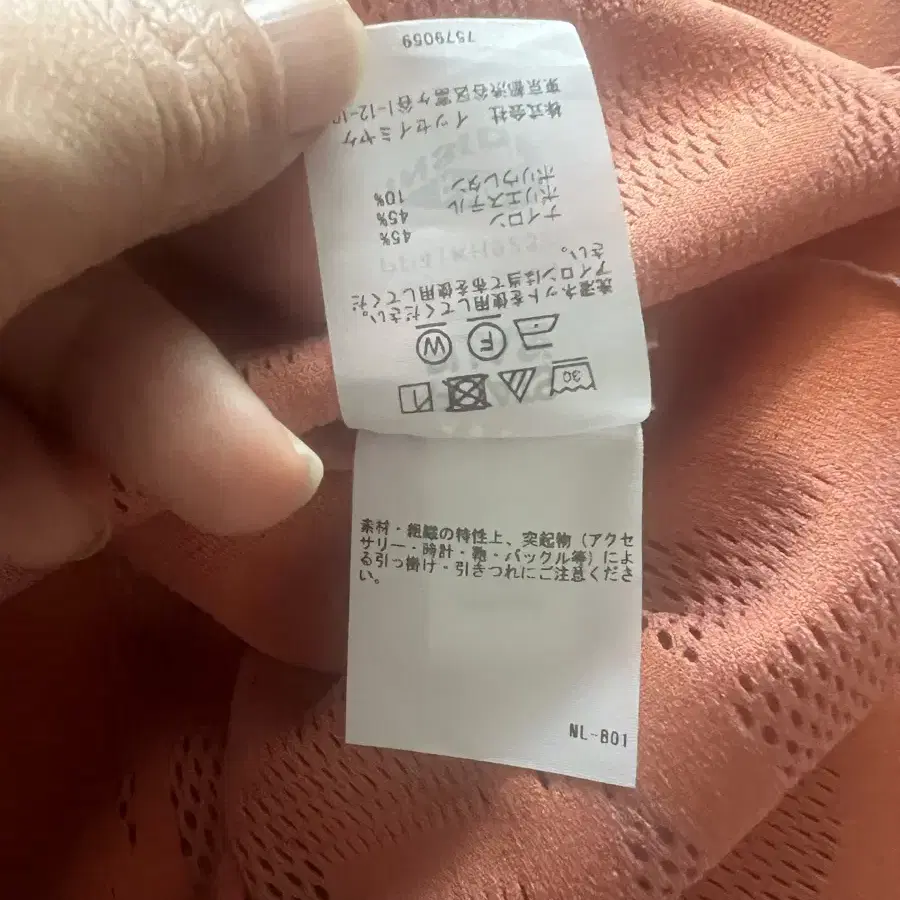 30
F W
洗濯ネットを使用してください。
アイロンは当て布を使用してくだ
さい。
ナイロン 45%
ポリエステル 45%
ポリウレタン 10%
株式会社 イッセイミヤケ
東京都渋谷区富ヶ谷1-12-10
7579059
素材・組織の特性上、突起物(アクセ
サリー・時計・鞄・バックル等)によ
る引っ掛け・引きつれにご注意くださ
い。
NL-B01